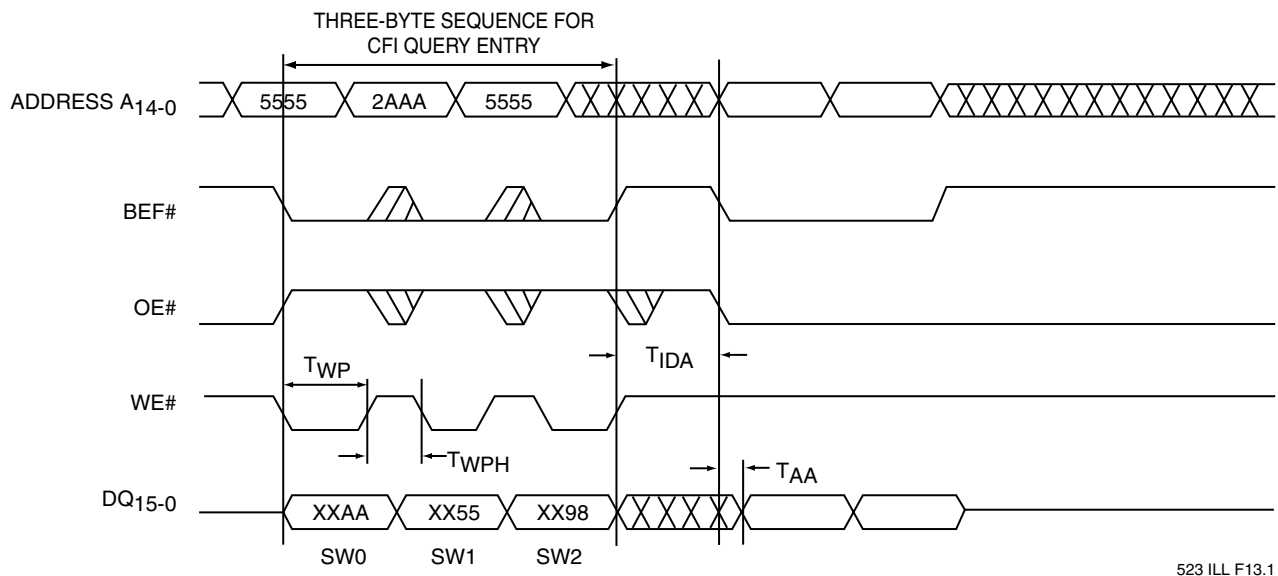 THREE-BYTE SEQUENCE FOR
CFI QUERY ENTRY
ADDRESS A14-0
5555 2AAA 5555
BEF#
OE#
TIDA
TWP
WE#
TWPH
TAA
DQ15-0
XXAA XX55 XX98
SW0 SW1 SW2
523 ILL F13.1